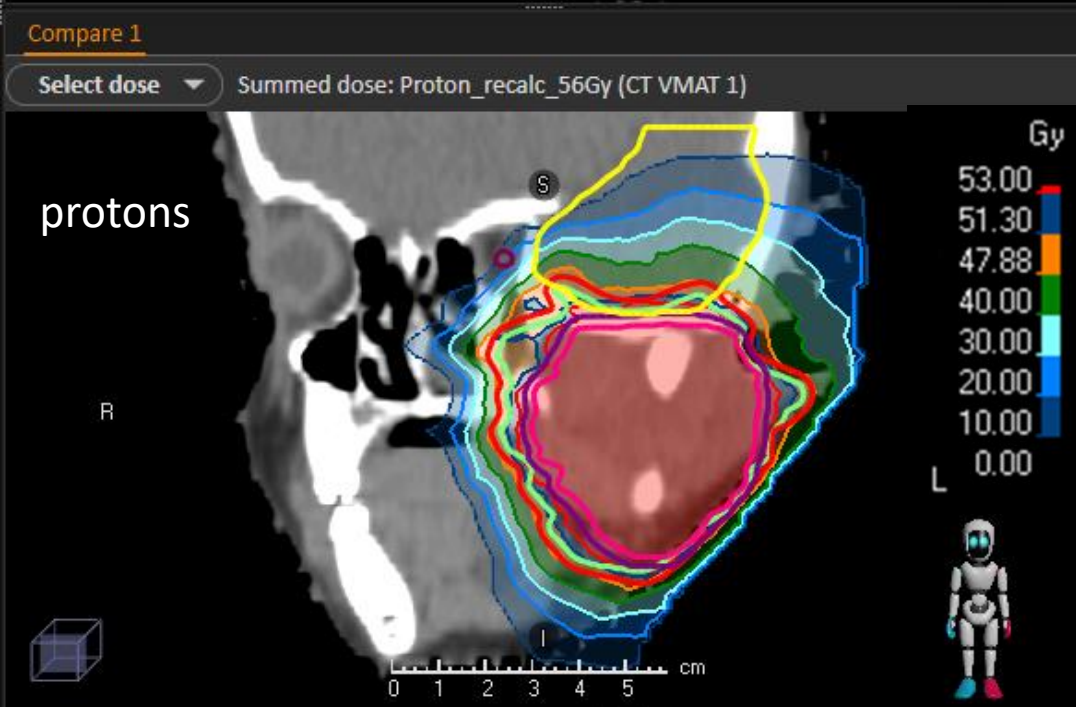 Compare 1
Select dose Summed dose: Proton_recalc_56Gy (CT VMAT 1)
protons
S
R
L
I
Gy
53.00
51.30
47.88
40.00
30.00
20.00
10.00
0.00
cm
0 1 2 3 4 5